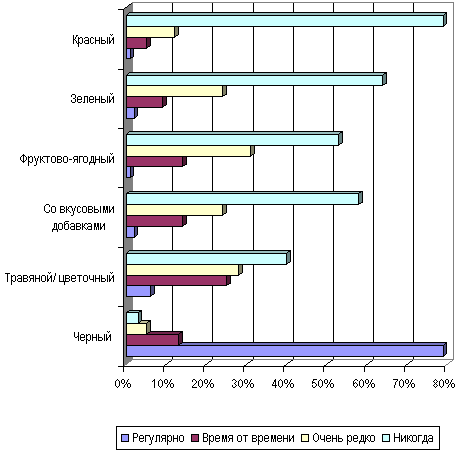 Красный
Зеленый
Фруктово-ягодный
Со вкусовыми
добавками
Травяной/ цветочный
Черный
0% 10% 20% 30% 40% 50% 60% 70% 80%
Регулярно Время от времени Очень редко Никогда